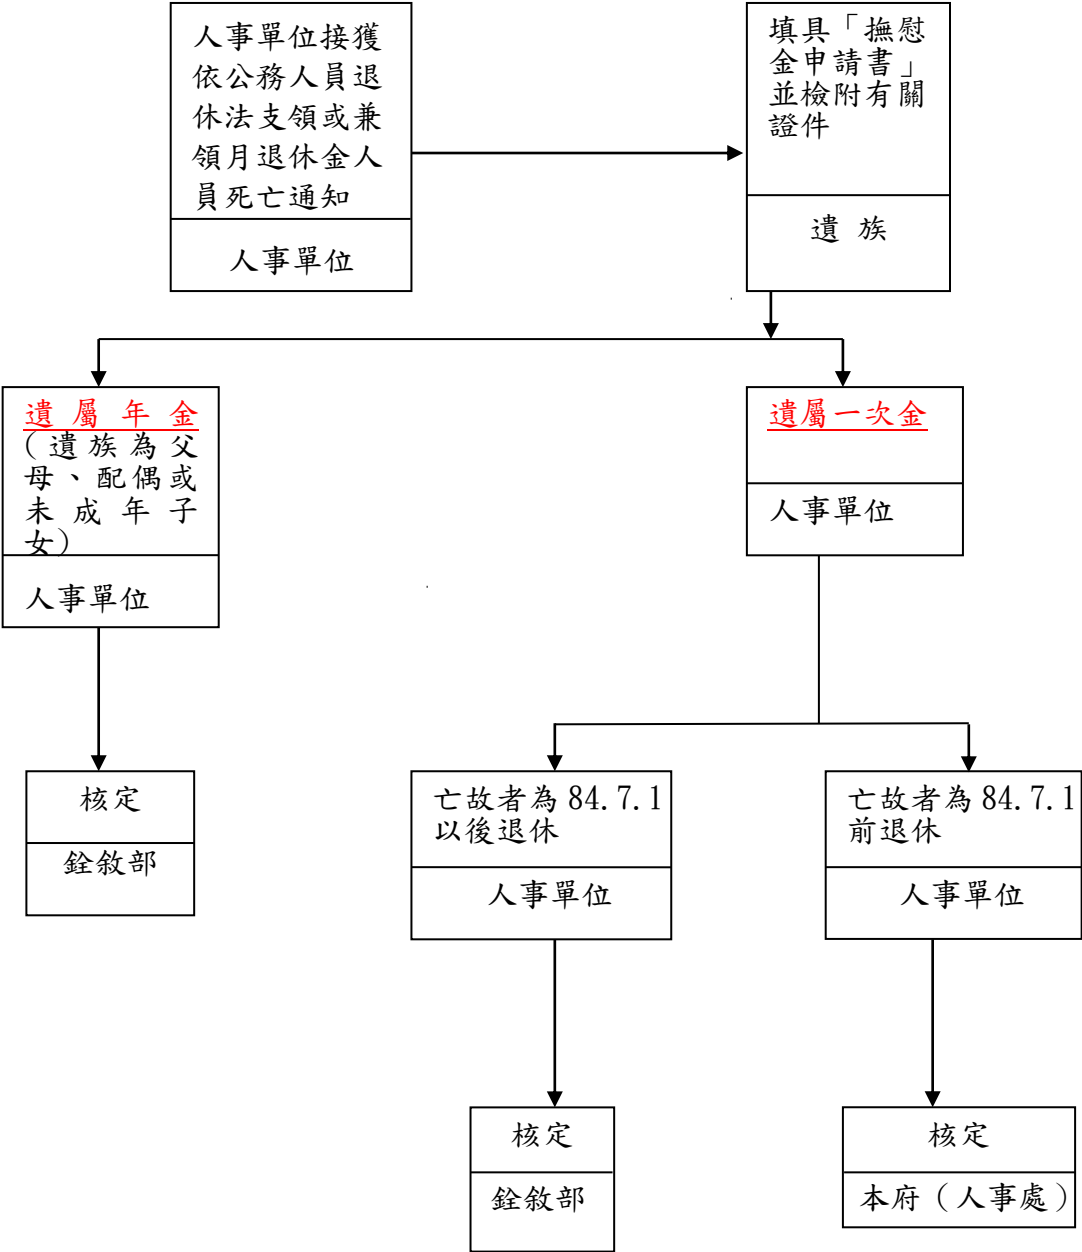 人事單位接獲
依公務人員退
休法支領或兼
領月退休金人
員死亡通知
人事單位
填具「撫慰
金申請書」
並檢附有關
證件
遺 族
遺屬年金
(遺族為父
母、配偶或
未成年子
女)
人事單位
遺屬一次金
人事單位
核定
銓敘部
亡故者為 84.7.1
以後退休
人事單位
亡故者為 84.7.1
前退休
人事單位
核定
銓敘部
核定
本府（人事處）